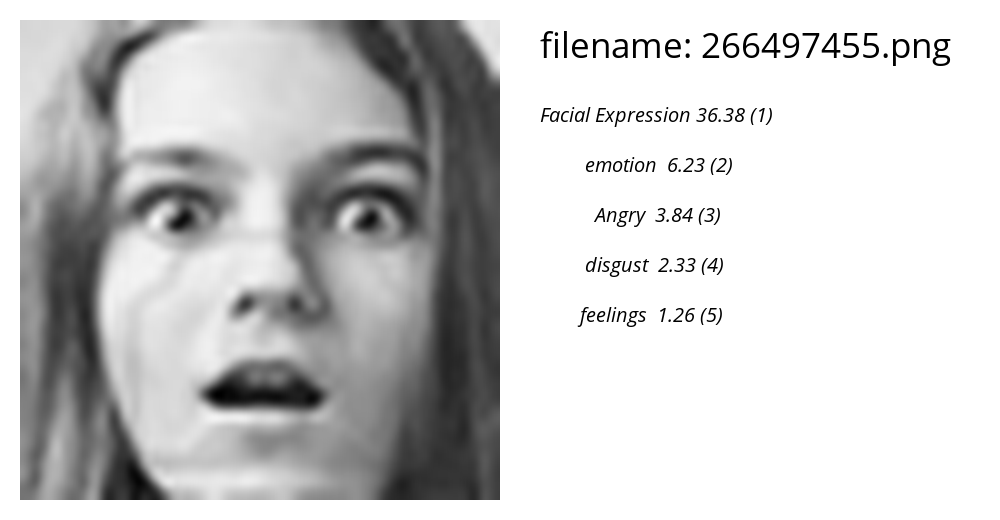 filename: 266497455.png
Facial Expression 36.38 (1)
emotion 6.23 (2)
Angry 3.84 (3)
disgust 2.33 (4)
feelings 1.26 (5)